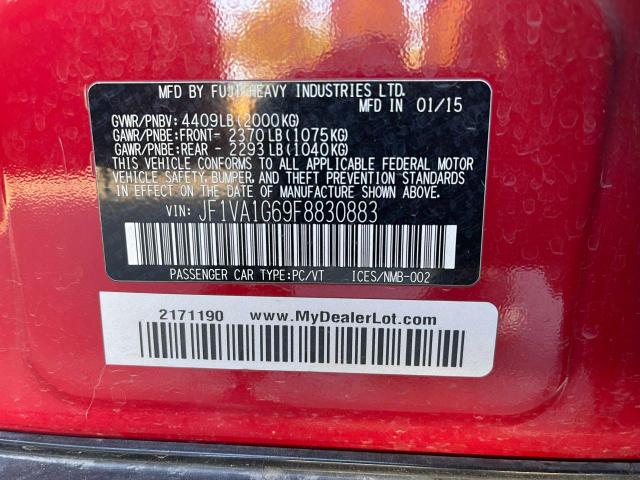 MFD BY FUJI HEAVY INDUSTRIES LTD.
MFD IN 01/15
GVWR/PNBV: 4409LB(2000KG)
GAWR/PNBE:FRONT- 2370LB(1075KG)
GAWR/PNBE:REAR - 2293LB(1040KG)
THIS VEHICLE CONFORMS TO ALL APPLICABLE FEDERAL MOTOR
VEHICLE SAFETY, BUMPER, AND THEFT PREVENTION STANDARDS
IN EFFECT ON THE DATE OF MANUFACTURE SHOWN ABOVE.
VIN: JF1VA1G69F8830883
PASSENGER CAR TYPE:PC/VT ICES/NMB-002
2171190 www.MyDealerLot.com